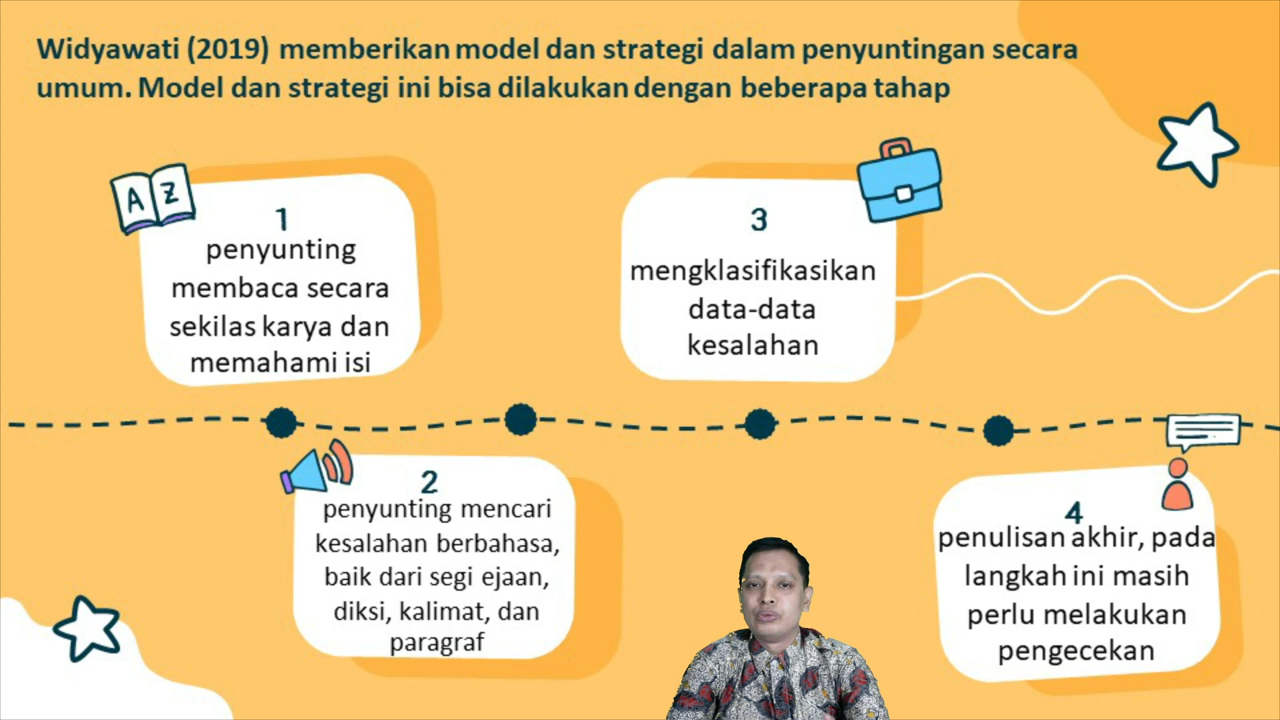 Widyawati (2019) memberikan model dan strategi dalam penyuntingan secara
umum. Model dan strategi ini bisa dilakukan dengan beberapa tahap
A Z
1
penyunting
membaca secara
sekilas karya dan
memahami isi
2
penyunting mencari
kesalahan berbahasa,
baik dari segi ejaan,
diksi, kalimat, dan
paragraf
3
mengklasifikasikan
data-data
kesalahan
4
penulisan akhir, pada
langkah ini masih
perlu melakukan
pengecekan